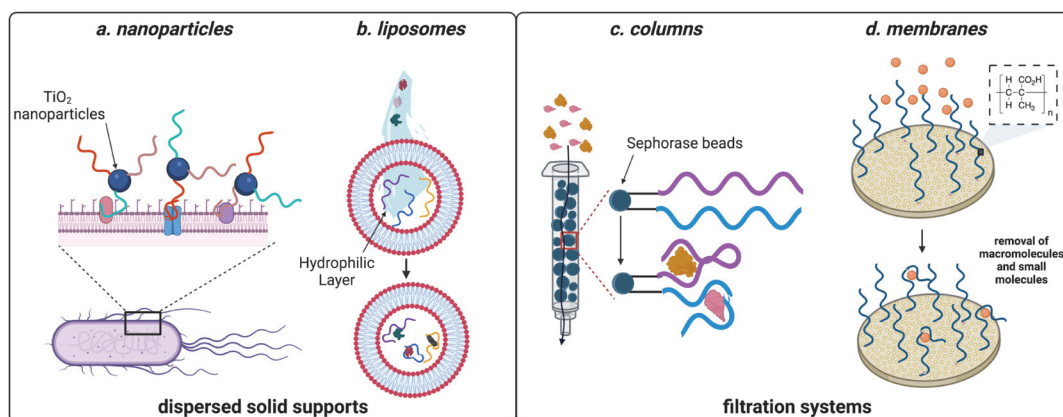 a. nanoparticles
TiO2
nanoparticles
b. liposomes
Hydrophilic
Layer
dispersed solid supports
c. columns
Sephorase beads
d. membranes
H CO2H
C C
H CH3
n
removal of
macromolecules
and small
molecules
filtration systems